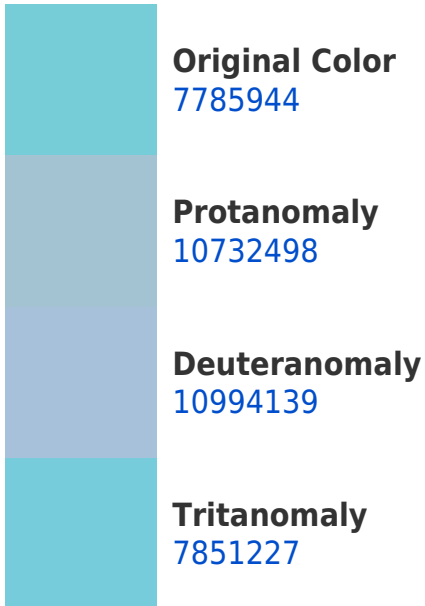 Original Color
7785944
Protanomaly
10732498
Deuteranomaly
10994139
Tritanomaly
7851227